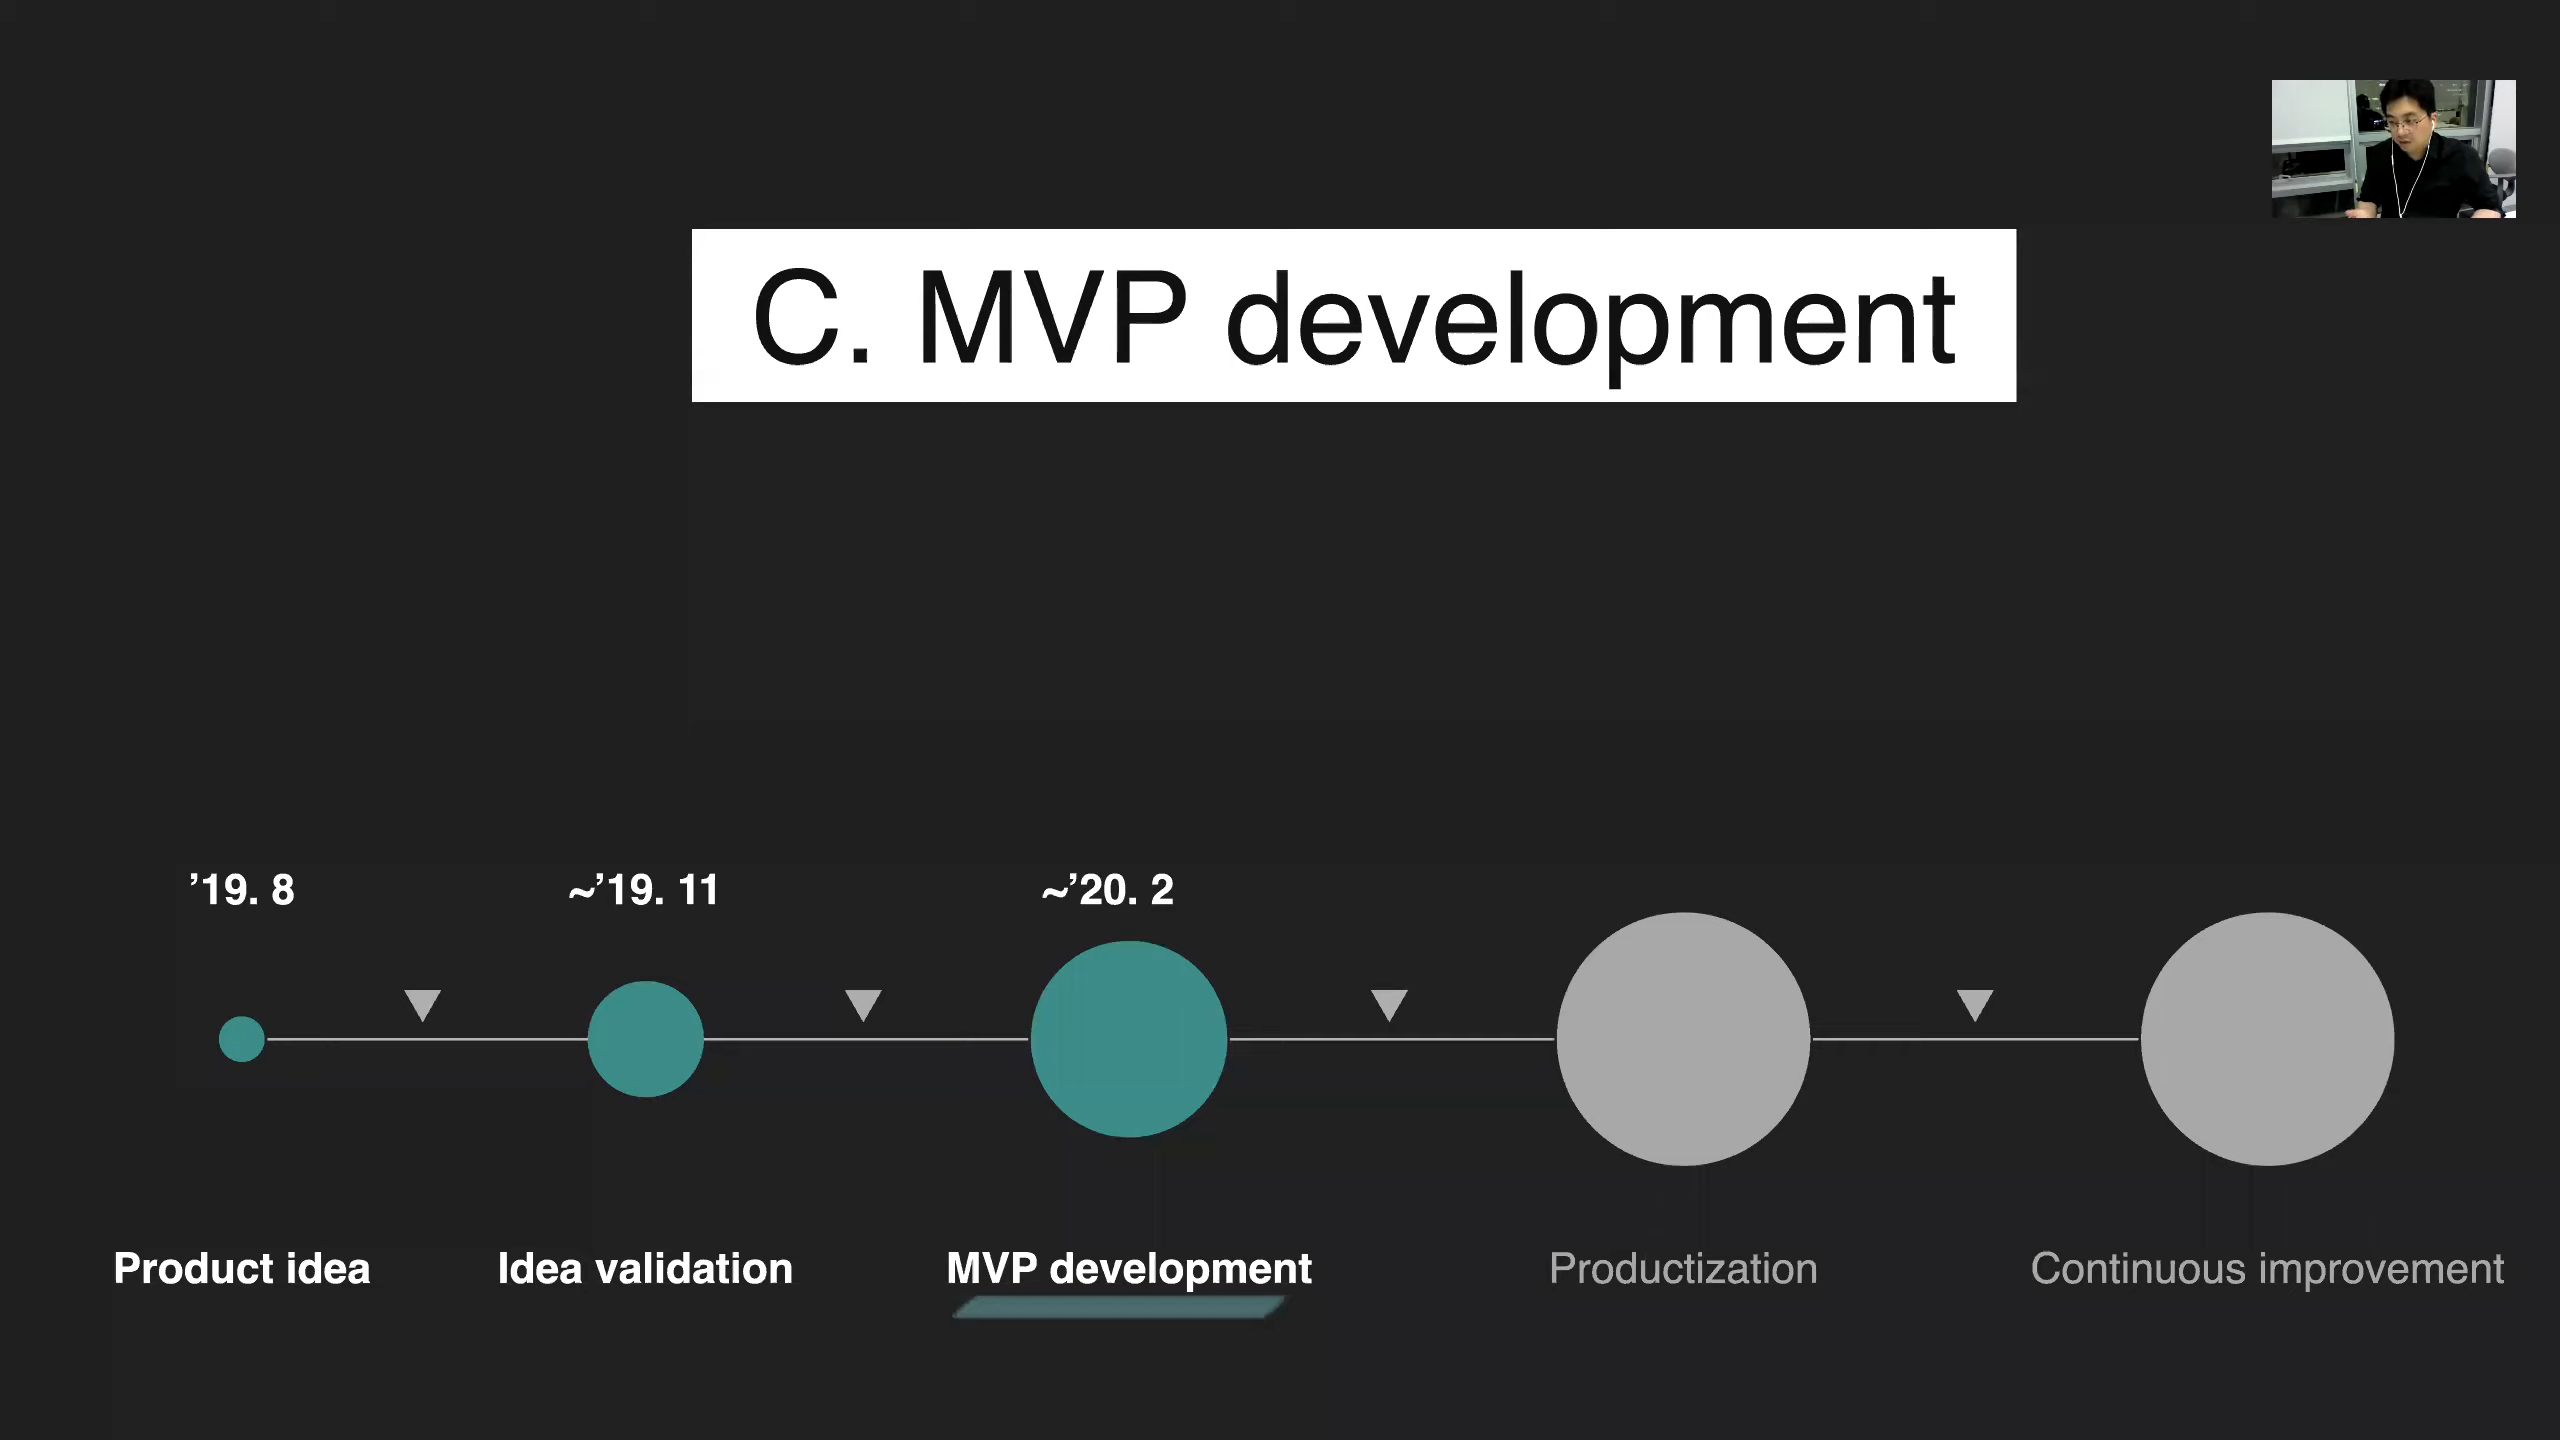 C. MVP development
’19. 8
~’19. 11
~’20. 2
Product idea
Idea validation
MVP development
Productization
Continuous improvement